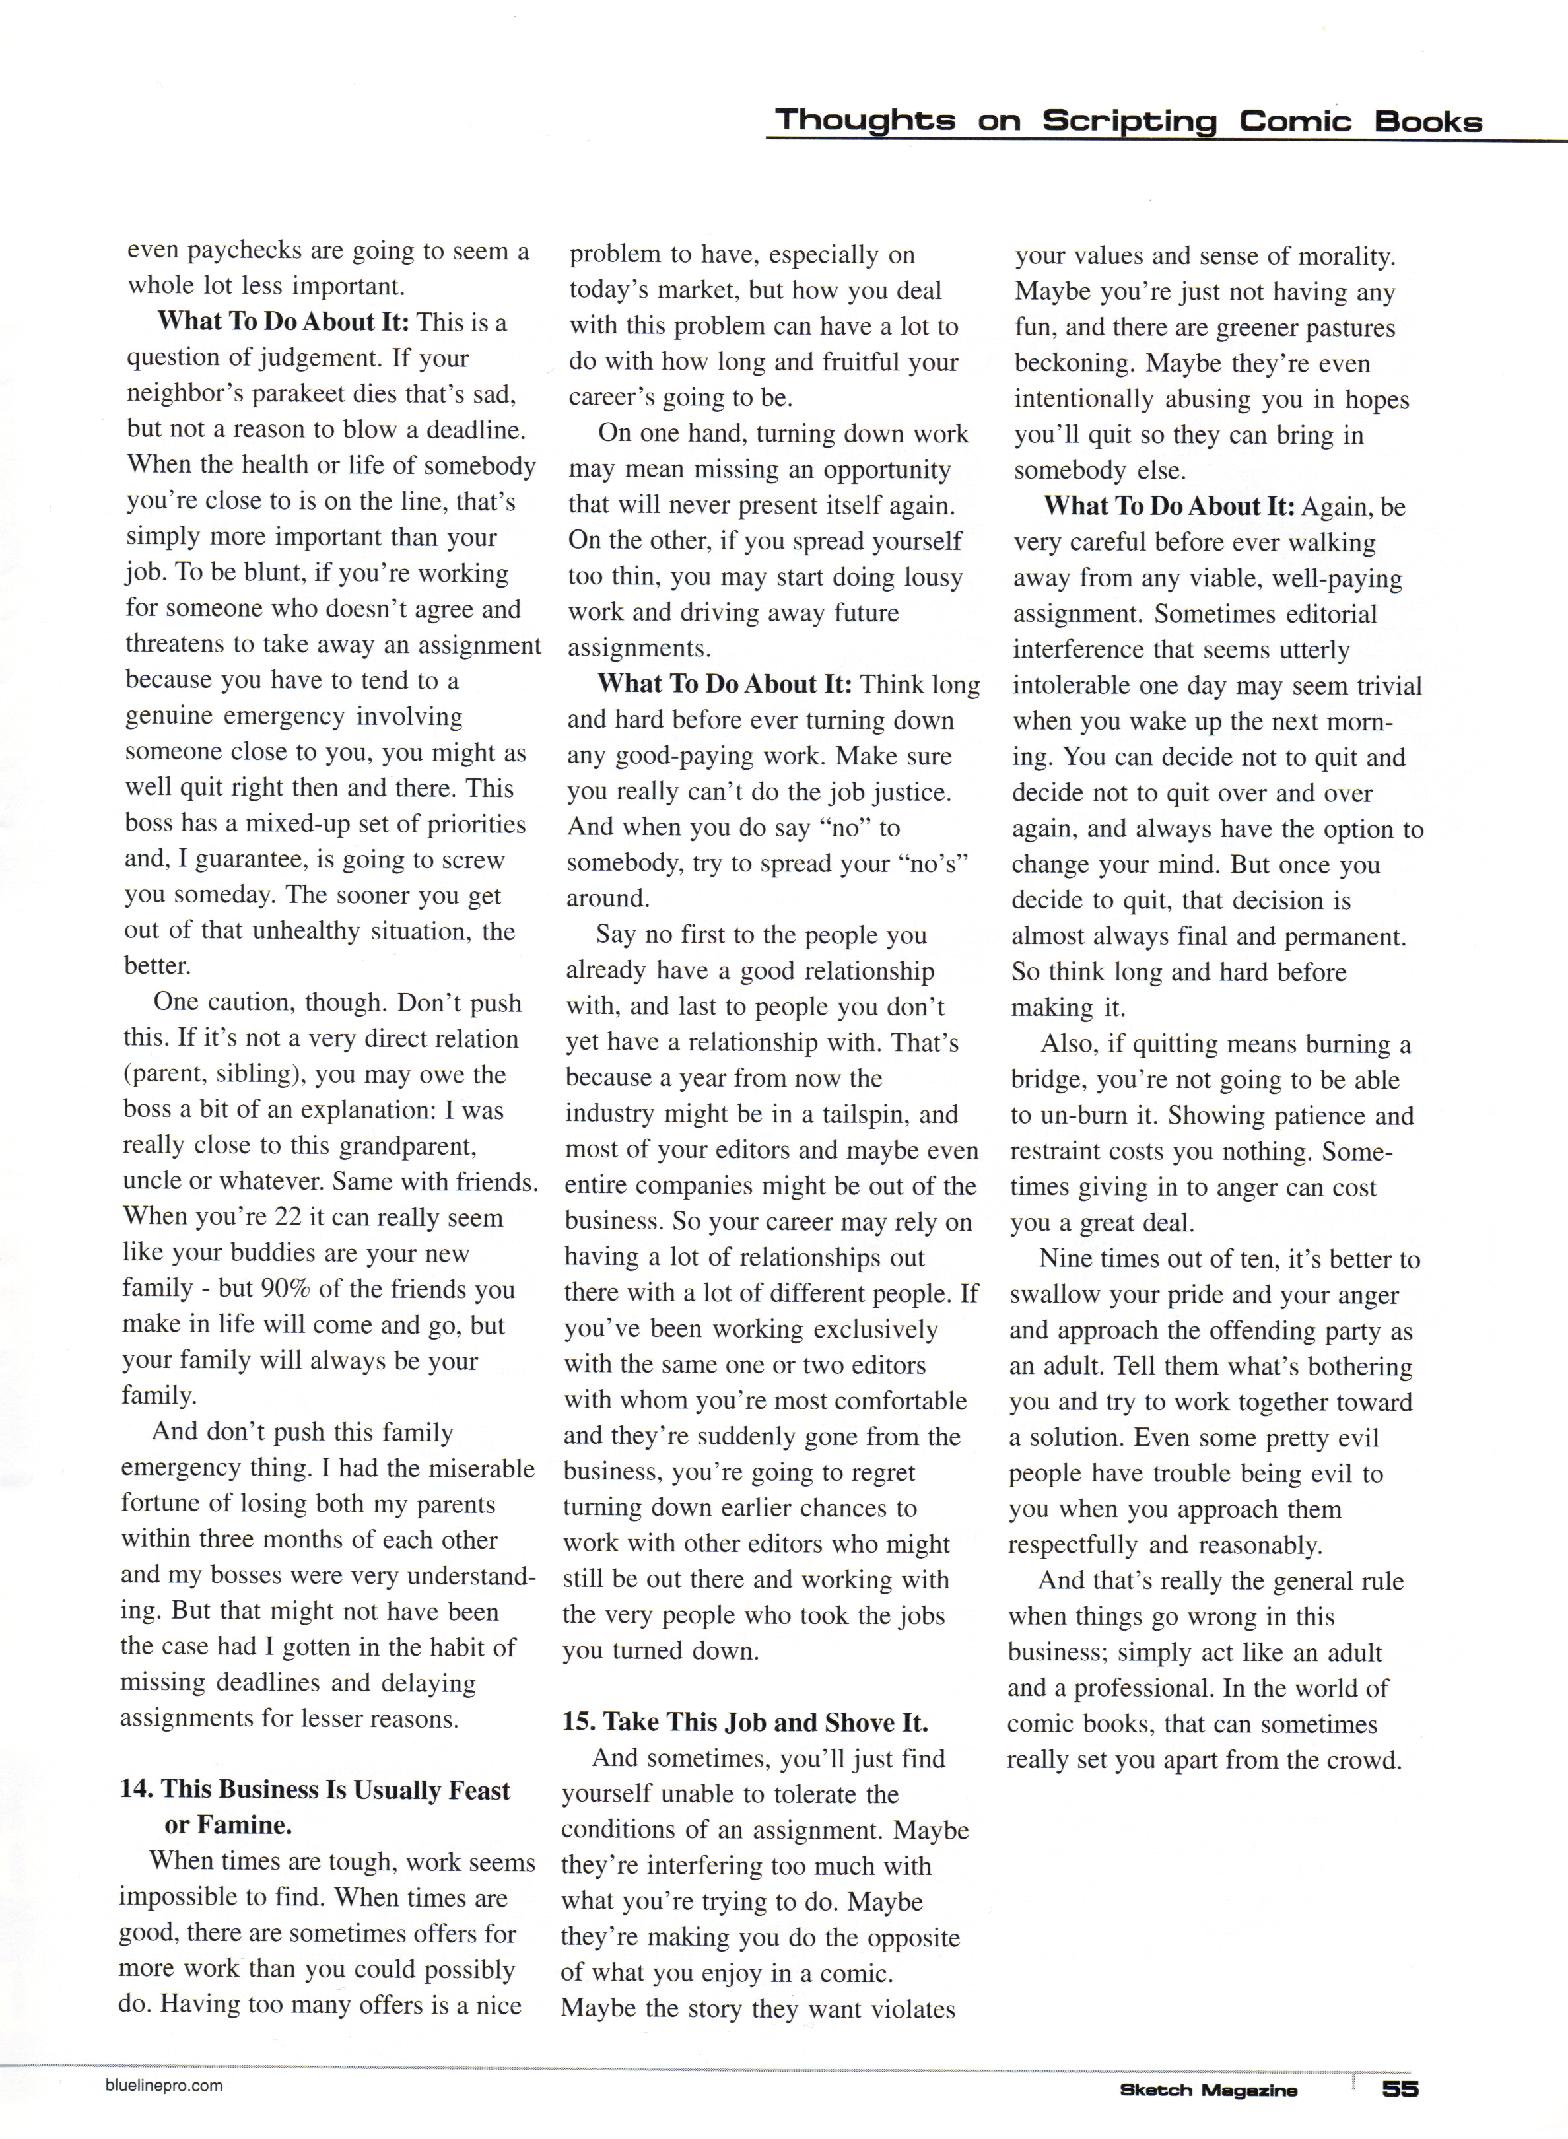 Thoughts on Scripting Comic Books
even paychecks are going to seem a
whole lot less important.
What To Do About It: This is a
question of judgement. If your
neighbor's parakeet dies that's sad,
but not a reason to blow a deadline.
When the health or life of somebody
you're close to is on the line, that's
simply more important than your
job. To be blunt, if you're working
for someone who doesn't agree and
threatens to take away an assignment
because you have to tend to a
genuine emergency involving
someone close to you, you might as
well quit right then and there. This
boss has a mixed-up set of priorities
and, I guarantee, is going to screw
you someday. The sooner you get
out of that unhealthy situation, the
better.
One caution, though. Don't push
this. If it's not a very direct relation
(parent, sibling), you may owe the
boss a bit of an explanation: I was
really close to this grandparent,
uncle or whatever. Same with friends.
When you're 22 it can really seem
like your buddies are your new
family - but 90% of the friends you
make in life will come and go, but
your family will always be your
family.
And don't push this family
emergency thing. I had the miserable
fortune of losing both my parents
within three months of each other
and my bosses were very understand-
ing. But that might not have been
the case had I gotten in the habit of
missing deadlines and delaying
assignments for lesser reasons.
14. This Business Is Usually Feast
or Famine.
When times are tough, work seems
impossible to find. When times are
good, there are sometimes offers for
more work than you could possibly
do. Having too many offers is a nice
problem to have, especially on
today's market, but how you deal
with this problem can have a lot to
do with how long and fruitful your
career's going to be.
On one hand, turning down work
may mean missing an opportunity
that will never present itself again.
On the other, if you spread yourself
too thin, you may start doing lousy
work and driving away future
assignments.
What To Do About It: Think long
and hard before ever turning down
any good-paying work. Make sure
you really can't do the job justice.
And when you do say "no" to
somebody, try to spread your "no's"
around.
Say no first to the people you
already have a good relationship
with, and last to people you don't
yet have a relationship with. That's
because a year from now the
industry might be in a tailspin, and
most of your editors and maybe even
entire companies might be out of the
business. So your career may rely on
having a lot of relationships out
there with a lot of different people. If
you've been working exclusively
with the same one or two editors
with whom you're most comfortable
and they're suddenly gone from the
business, you're going to regret
turning down earlier chances to
work with other editors who might
still be out there and working with
the very people who took the jobs
you turned down.
15. Take This Job and Shove It.
And sometimes, you'll just find
yourself unable to tolerate the
conditions of an assignment. Maybe
they're interfering too much with
what you're trying to do. Maybe
they're making you do the opposite
of what you enjoy in a comic.
Maybe the story they want violates
your values and sense of morality.
Maybe you're just not having any
fun, and there are greener pastures
beckoning. Maybe they're even
intentionally abusing you in hopes
you'll quit so they can bring in
somebody else.
What To Do About It: Again, be
very careful before ever walking
away from any viable, well-paying
assignment. Sometimes editorial
interference that seems utterly
intolerable one day may seem trivial
when you wake up the next morn-
ing. You can decide not to quit and
decide not to quit over and over
again, and always have the option to
change your mind. But once you
decide to quit, that decision is
almost always final and permanent.
So think long and hard before
making it.
Also, if quitting means burning a
bridge, you're not going to be able
to un-burn it. Showing patience and
restraint costs you nothing. Some-
times giving in to anger can cost
you a great deal.
Nine times out of ten, it's better to
swallow your pride and your anger
and approach the offending party as
an adult. Tell them what's bothering
you and try to work together toward
a solution. Even some pretty evil
people have trouble being evil to
you when you approach them
respectfully and reasonably.
And that's really the general rule
when things go wrong in this
business; simply act like an adult
and a professional. In the world of
comic books, that can sometimes
really set you apart from the crowd.
bluelinepro.com
Sketch Magazine
55